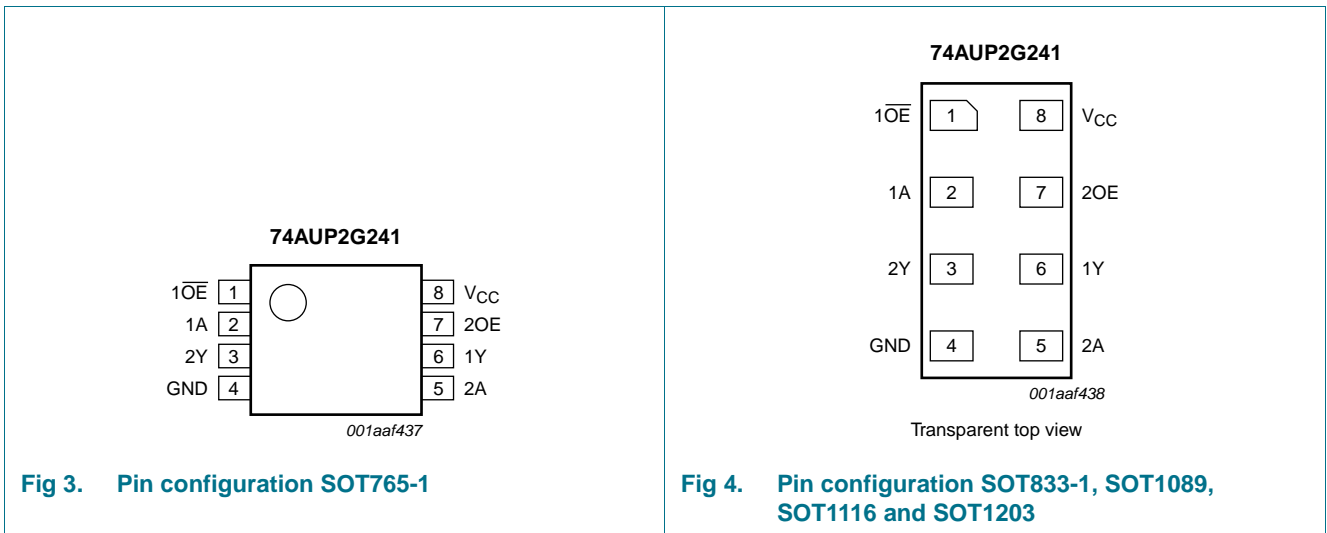 74AUP2G241
1O̅E̅ 1 8 VCC
1A 2 7 2OE
2Y 3 6 1Y
GND 4 5 2A
001aaf437
Fig 3. Pin configuration SOT765-1
74AUP2G241
1O̅E̅ 1 8 VCC
1A 2 7 2OE
2Y 3 6 1Y
GND 4 5 2A
001aaf438
Transparent top view
Fig 4. Pin configuration SOT833-1, SOT1089,
SOT1116 and SOT1203